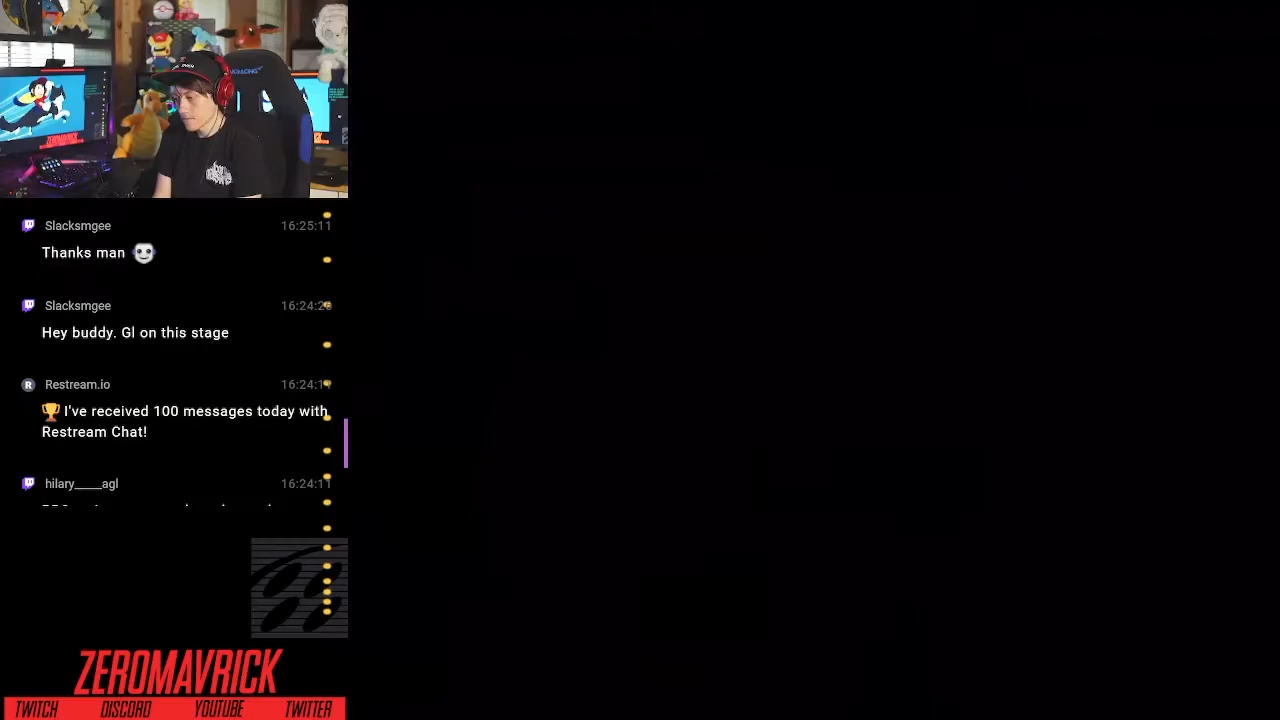 Slacksmgee 16:25:11
Thanks man
Slacksmgee
Hey buddy. Gl on this stage
Restream.io
I've received 100 messages today with
Restream Chat!
hilary_____agl 16:24:11
ZEROMAVRICK
TWITCH DISCORD YOUTUBE TWITTER